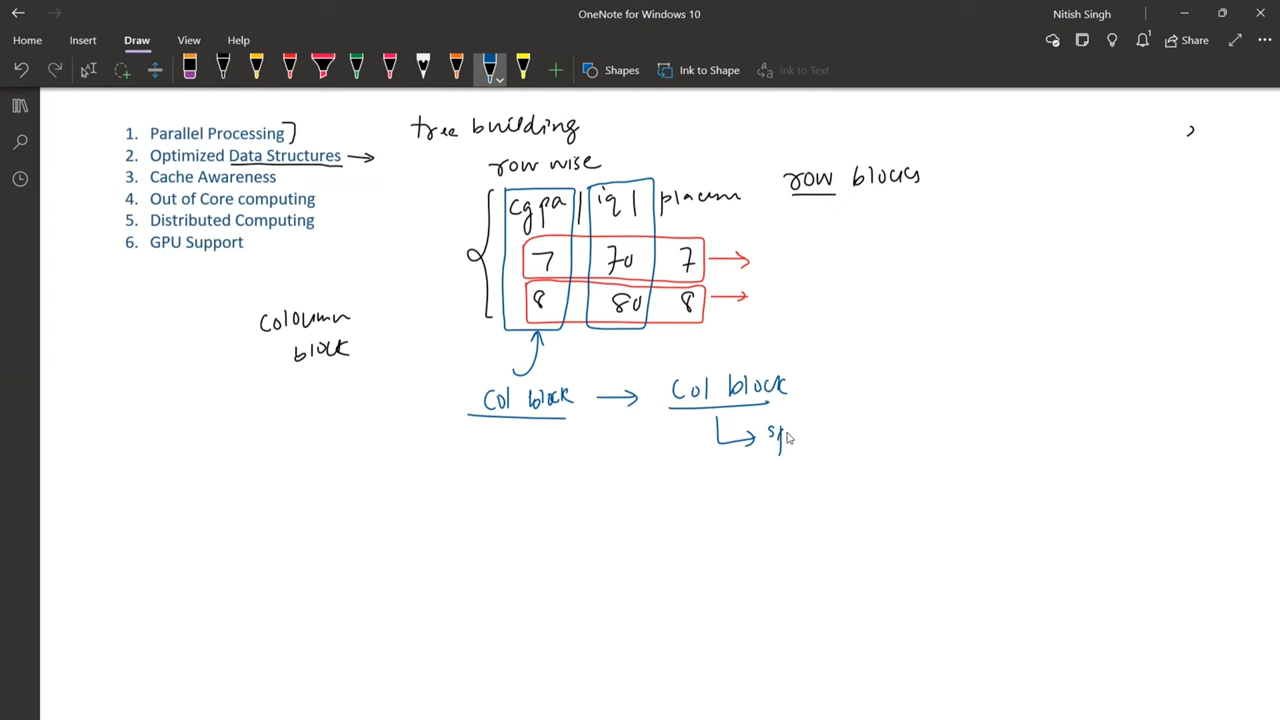 OneNote for Windows 10
Nitish Singh
Home Insert Draw View Help
Share
Shapes Ink to Shape Ink to Text
1. Parallel Processing
2. Optimized Data Structures
3. Cache Awareness
4. Out of Core computing
5. Distributed Computing
6. GPU Support
tree building
row wise
row blocks
cgpa | iq | placem
7 70 7
8 80 8
coloumn
block
col block → col block
sp